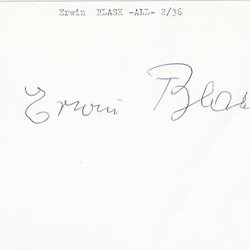 Erwin BLASK -ALL- 2/36
Erwin Blas